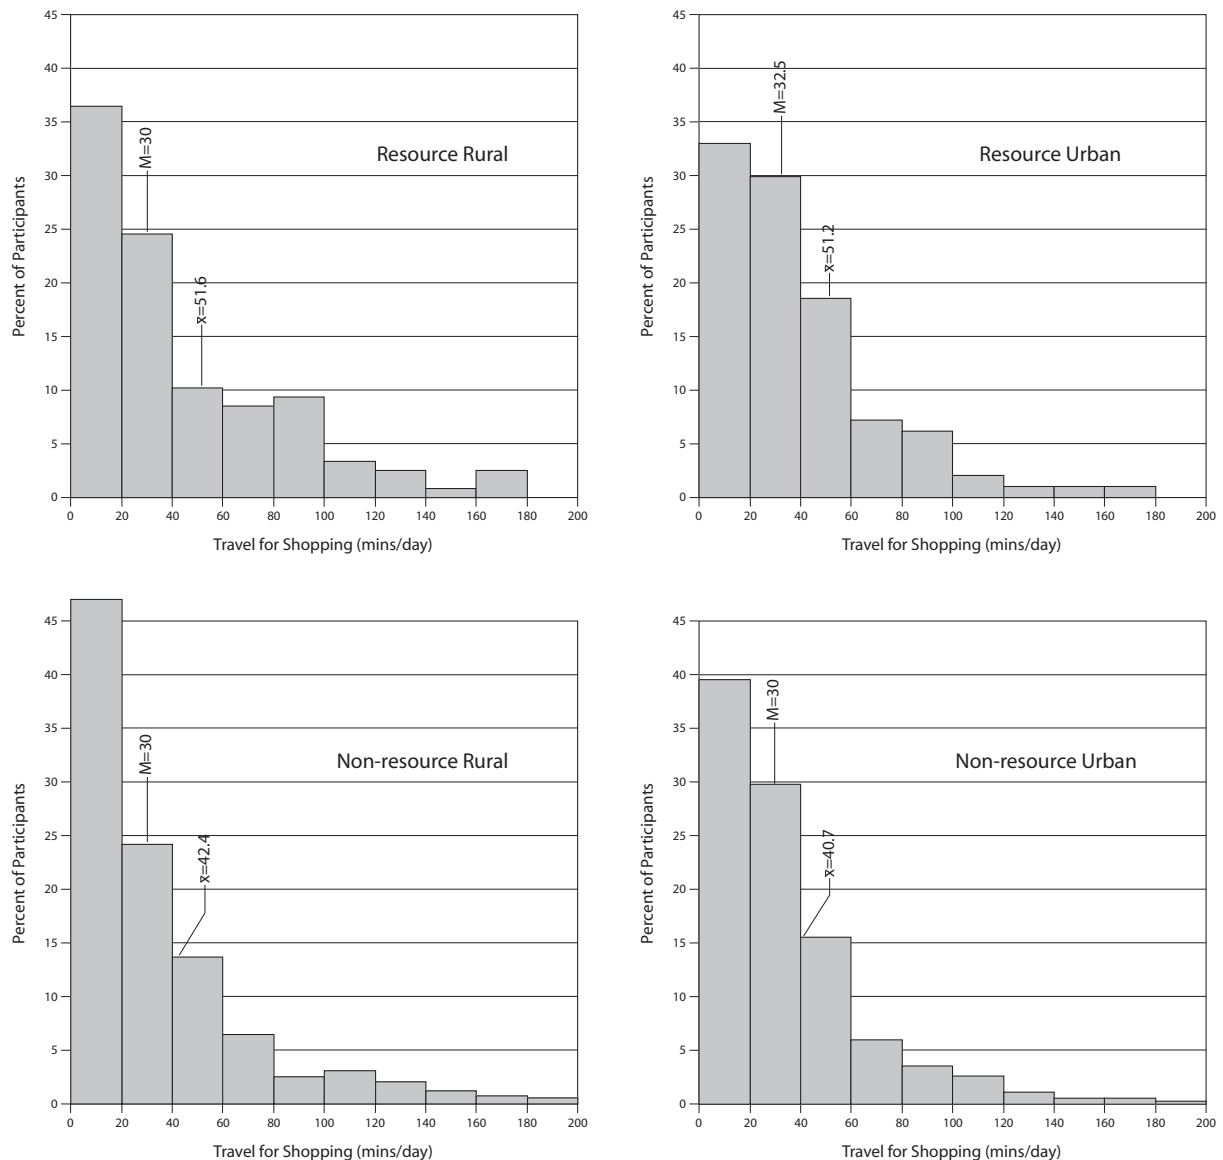 45
40
35
30
25
20
15
10
5
0
Percent of Participants
M=30
x̅=51.6
Resource Rural
0 20 40 60 80 100 120 140 160 180 200
Travel for Shopping (mins/day)
45
40
35
30
25
20
15
10
5
0
Percent of Participants
M=32.5
x̅=51.2
Resource Urban
0 20 40 60 80 100 120 140 160 180 200
Travel for Shopping (mins/day)
45
40
35
30
25
20
15
10
5
0
Percent of Participants
M=30
x̅=42.4
Non-resource Rural
0 20 40 60 80 100 120 140 160 180 200
Travel for Shopping (mins/day)
45
40
35
30
25
20
15
10
5
0
Percent of Participants
M=30
x̅=40.7
Non-resource Urban
0 20 40 60 80 100 120 140 160 180 200
Travel for Shopping (mins/day)